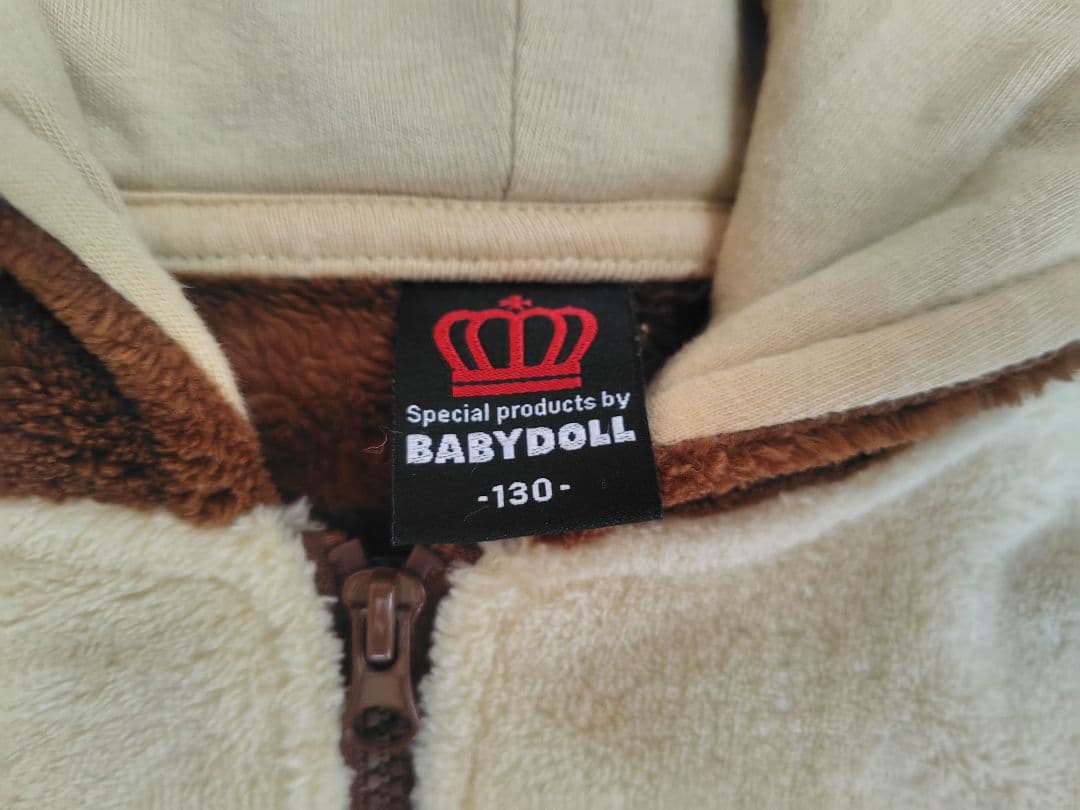 Special products by
BABYDOLL
-130-